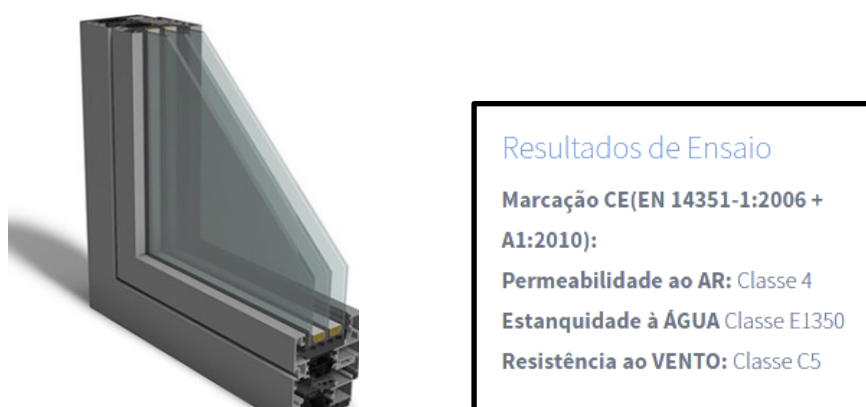 Resultados de Ensaio
Marcação CE(EN 14351-1:2006 +
A1:2010):
Permeabilidade ao AR: Classe 4
Estanquidade à ÁGUA Classe E1350
Resistência ao VENTO: Classe C5